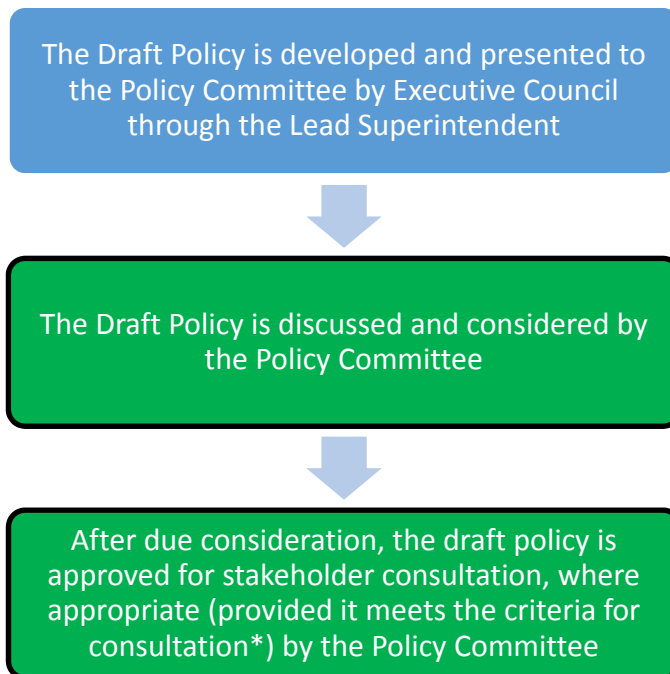 The Draft Policy is developed and presented to
the Policy Committee by Executive Council
through the Lead Superintendent
The Draft Policy is discussed and considered by
the Policy Committee
After due consideration, the draft policy is
approved for stakeholder consultation, where
appropriate (provided it meets the criteria for
consultation*) by the Policy Committee